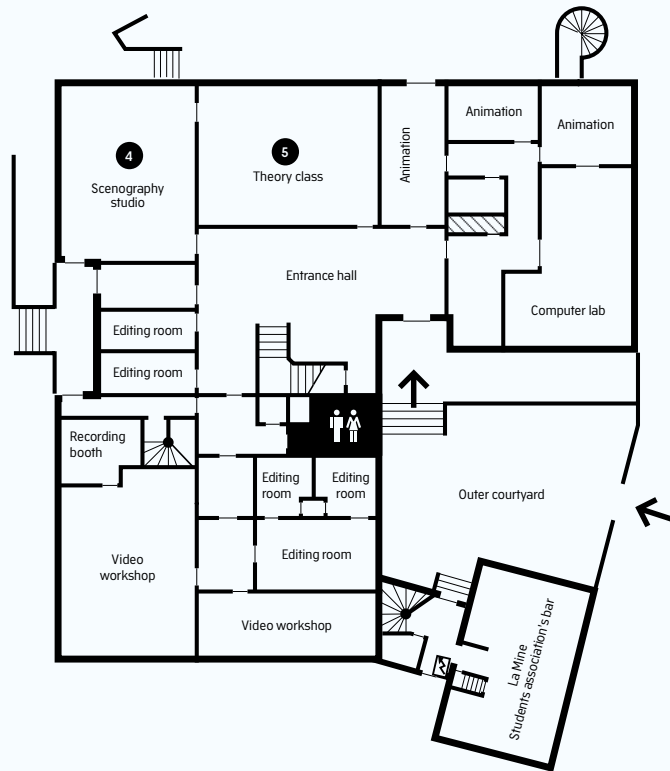 Animation
Animation
Animation
4
Scenography
studio
5
Theory class
Entrance hall
Computer lab
Editing room
Editing room
Recording
booth
Editing
room
Editing
room
Outer courtyard
Editing room
Video
workshop
Video workshop
La Mine
Students association's bar